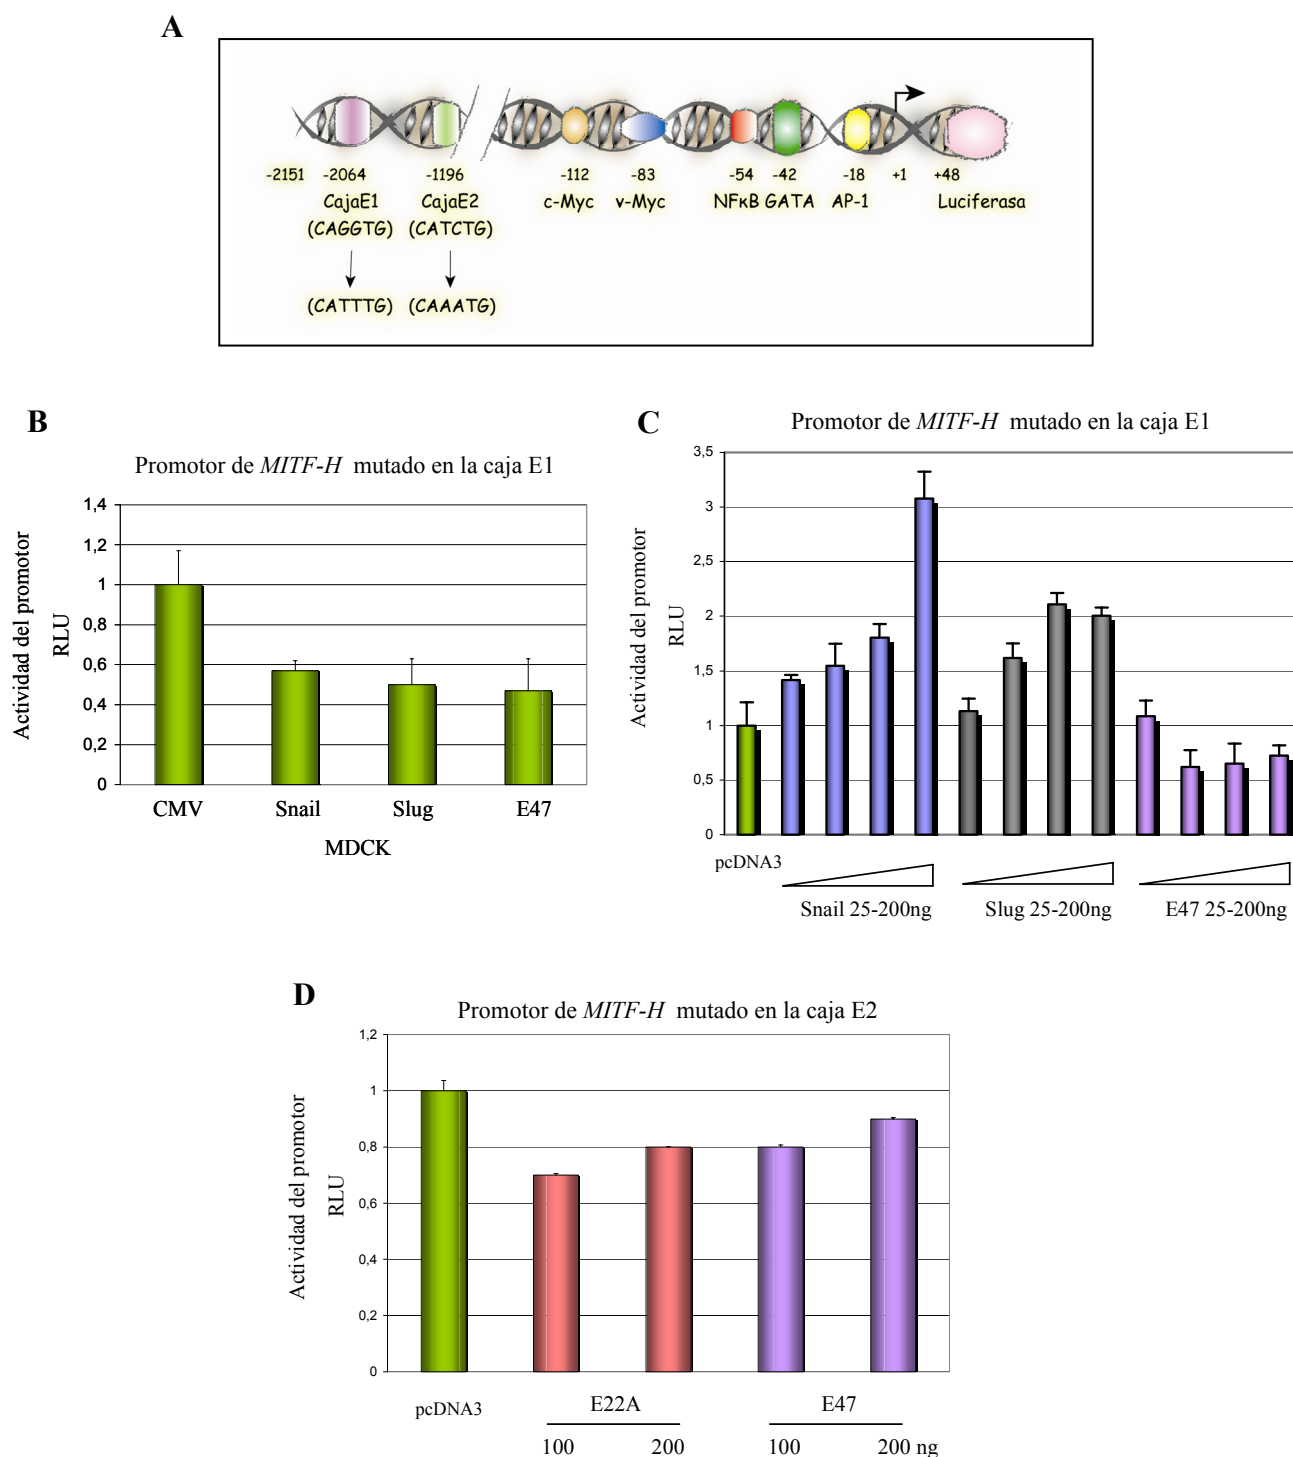 A
-2151 -2064 -1196 -112 -83 -54 -42 -18 +1 +48
CajaE1 CajaE2 c-Myc v-Myc NFκB GATA AP-1 Luciferasa
(CAGGTG) (CATCTG)
(CATTTG) (CAAATG)
B
Promotor de MITF-H mutado en la caja E1
Actividad del promotor
RLU
1,4
1,2
1
0,8
0,6
0,4
0,2
0
CMV Snail Slug E47
MDCK
C
Promotor de MITF-H mutado en la caja E1
Actividad del promotor
RLU
3,5
3
2,5
2
1,5
1
0,5
0
pcDNA3
Snail 25-200ng Slug 25-200ng E47 25-200ng
D
Promotor de MITF-H mutado en la caja E2
Actividad del promotor
RLU
1,2
1
0,8
0,6
0,4
0,2
0
pcDNA3 E22A E47
100 200 100 200 ng